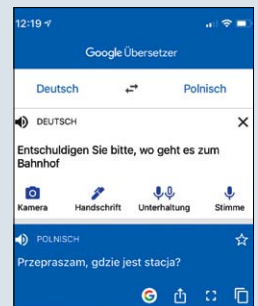 12:19
Google Übersetzer
Deutsch Polnisch
DEUTSCH
Entschuldigen Sie bitte, wo geht es zum
Bahnhof
Kamera Handschrift Unterhaltung Stimme
POLNISCH
Przepraszam, gdzie jest stacja?
G